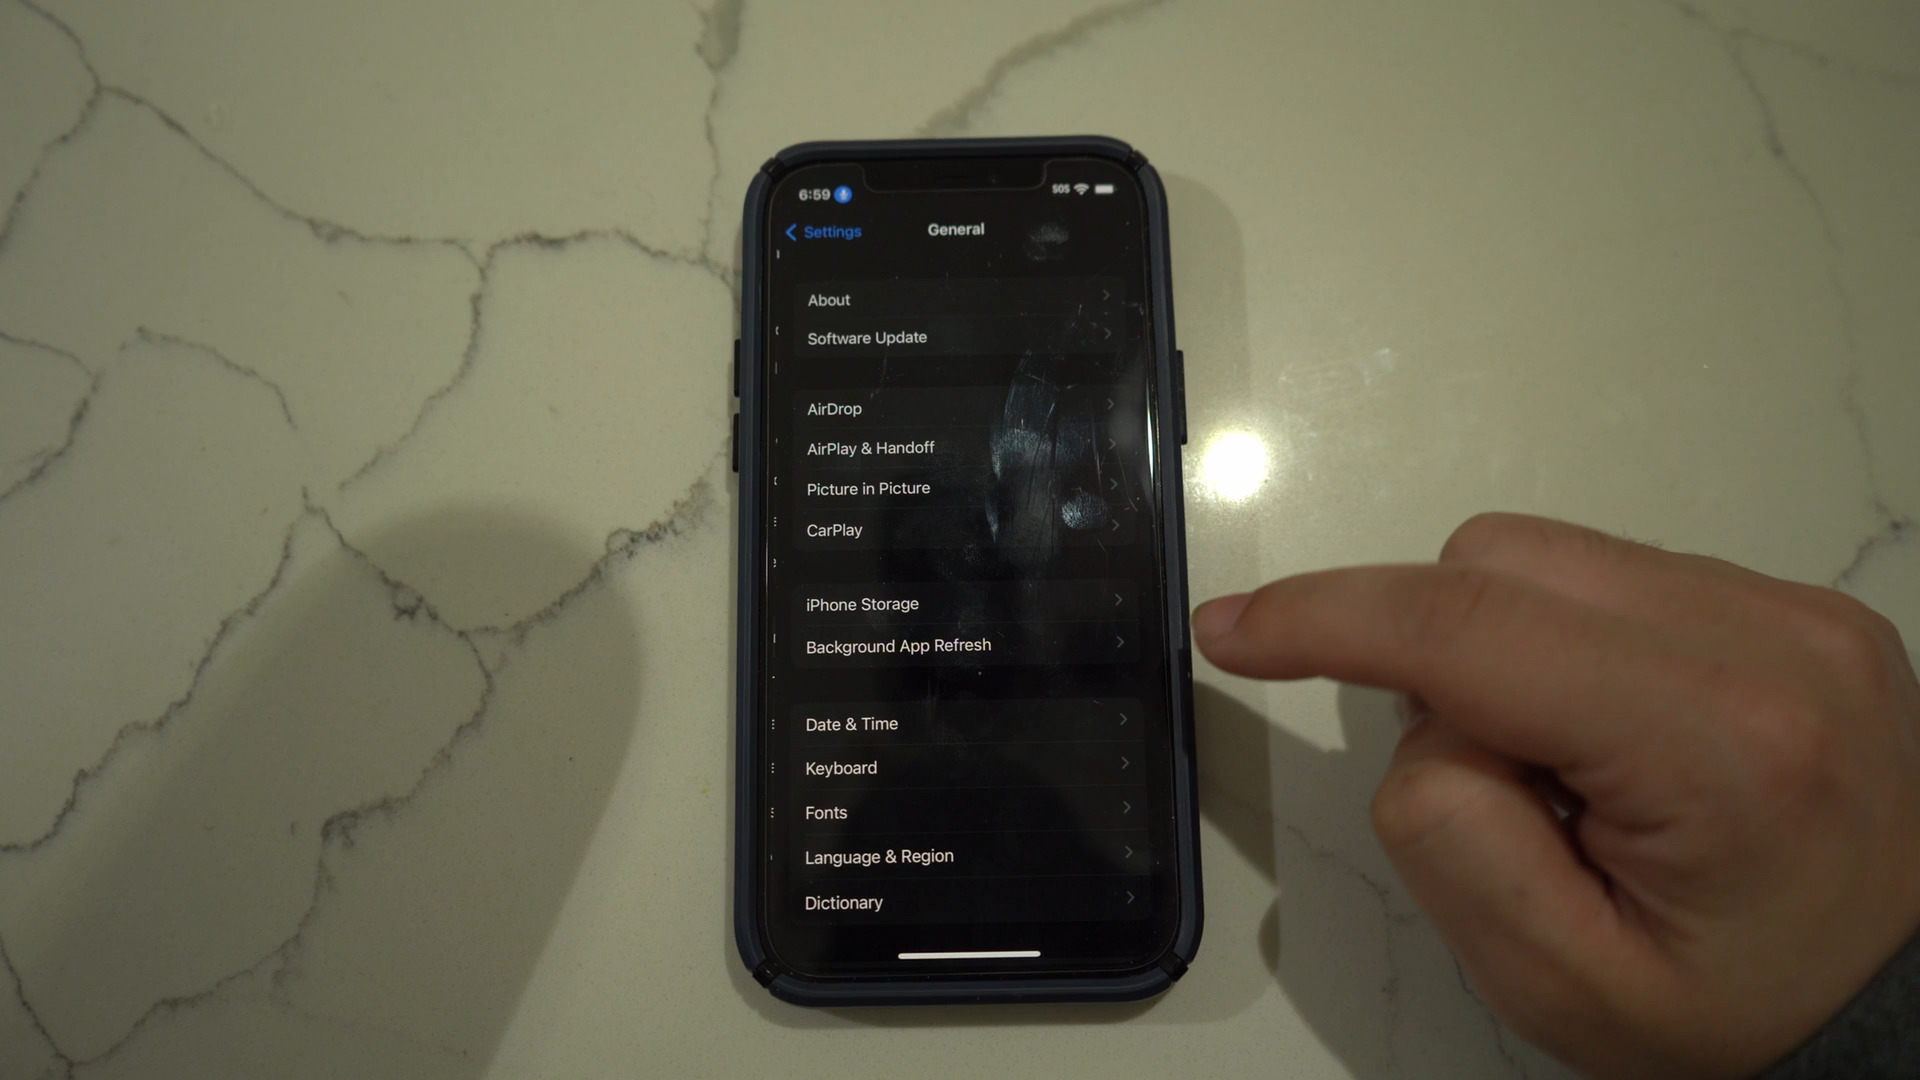 6:59 SOS
Settings General
About
Software Update
AirDrop
AirPlay & Handoff
Picture in Picture
CarPlay
iPhone Storage
Background App Refresh
Date & Time
Keyboard
Fonts
Language & Region
Dictionary